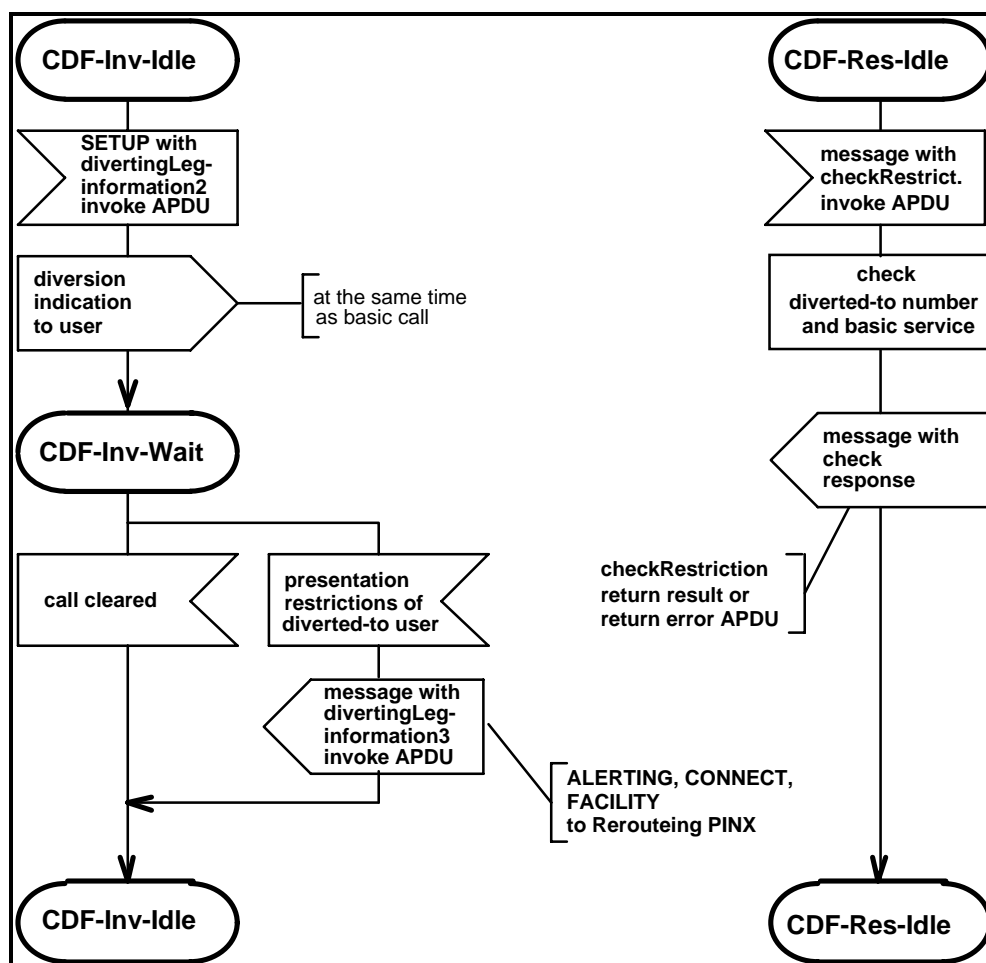 CDF-Inv-Idle
SETUP with
divertingLeg-
information2
invoke APDU
diversion
indication
to user
at the same time
as basic call
CDF-Inv-Wait
call cleared
presentation
restrictions of
diverted-to user
message with
divertingLeg-
information3
invoke APDU
ALERTING, CONNECT,
FACILITY
to Rerouteing PINX
CDF-Inv-Idle
CDF-Res-Idle
message with
checkRestrict.
invoke APDU
check
diverted-to number
and basic service
message with
check
response
checkRestriction
return result or
return error APDU
CDF-Res-Idle